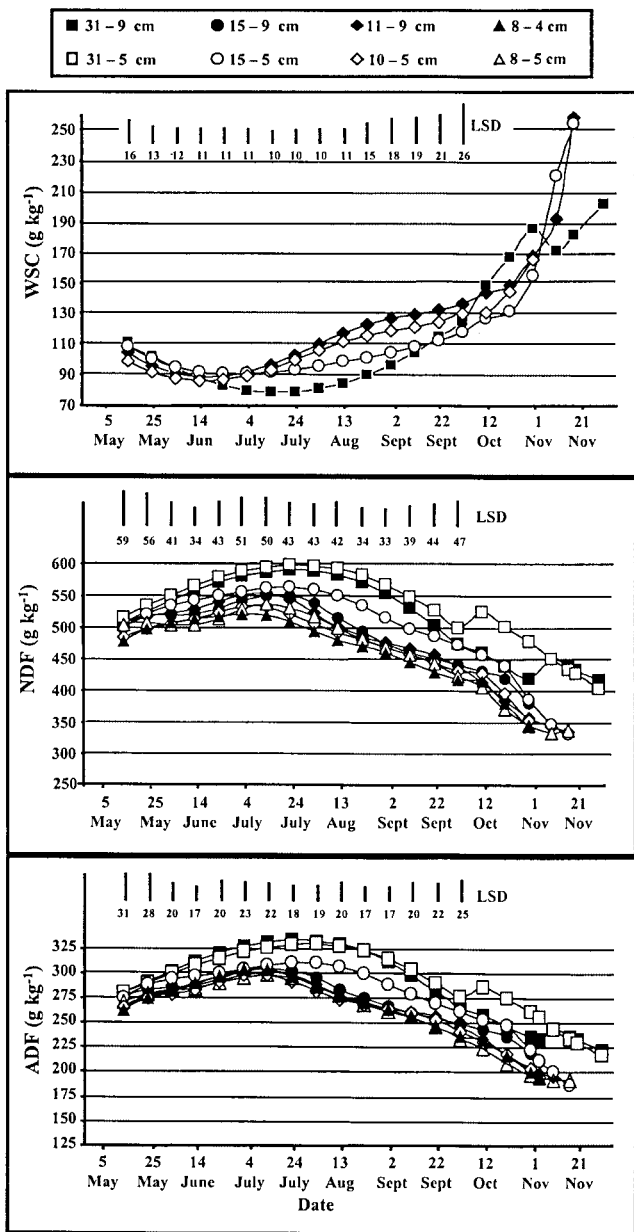 31 – 9 cm 15 – 9 cm 11 – 9 cm 8 – 4 cm
31 – 5 cm 15 – 5 cm 10 – 5 cm 8 – 5 cm
WSC (g kg-1)
250
230
210
190
170
150
130
110
90
70
16 13 12 11 11 11 10 10 10 11 15 18 19 21 26
LSD
5 25 14 4 24 13 2 22 12 1 21
May May Jun July July Aug Sept Sept Oct Nov Nov
NDF (g kg-1)
600
550
500
450
400
350
300
250
59 56 41 34 43 51 50 43 43 42 34 33 39 44 47
LSD
5 25 14 4 24 13 2 22 12 1 21
May May June July July Aug Sept Sept Oct Nov Nov
ADF (g kg-1)
325
300
275
250
225
200
175
150
125
31 28 20 17 20 23 22 18 19 20 17 17 20 22 25
LSD
5 25 14 4 24 13 2 22 12 1 21
May May June July July Aug Sept Sept Oct Nov Nov
Date